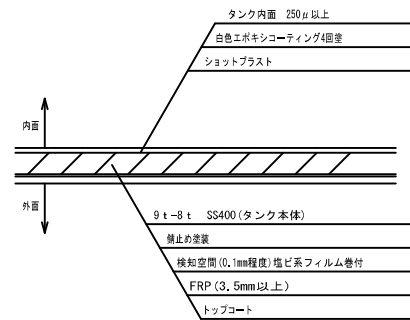 タンク内面 250μ以上
白色エポキシコーティング4回塗
ショットブラスト
内面
外面
9t-8t SS400(タンク本体)
錆止め塗装
検知空間(0.1mm程度)塩ビ系フィルム巻付
FRP(3.5mm以上)
トップコート